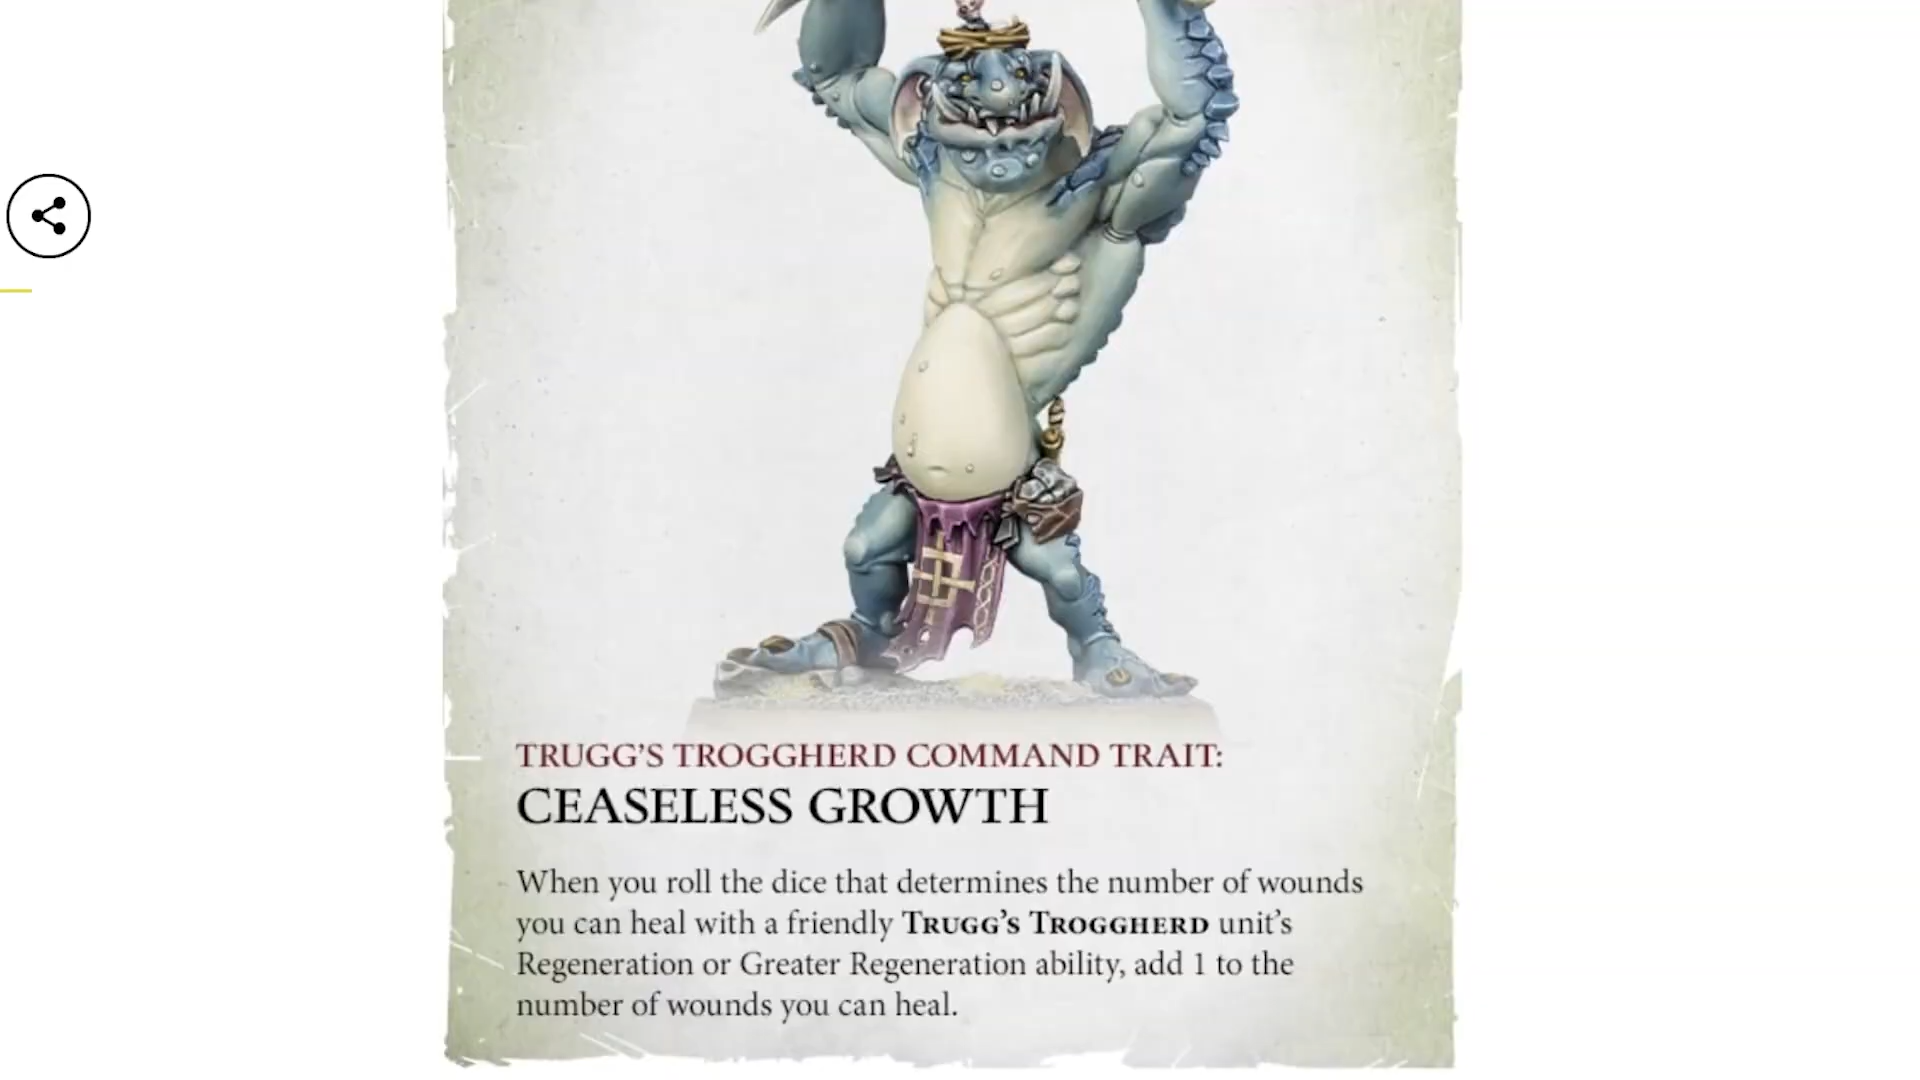 TRUGG'S TROGGHERD COMMAND TRAIT:
CEASELESS GROWTH
When you roll the dice that determines the number of wounds
you can heal with a friendly TRUGG'S TROGGHERD unit's
Regeneration or Greater Regeneration ability, add 1 to the
number of wounds you can heal.